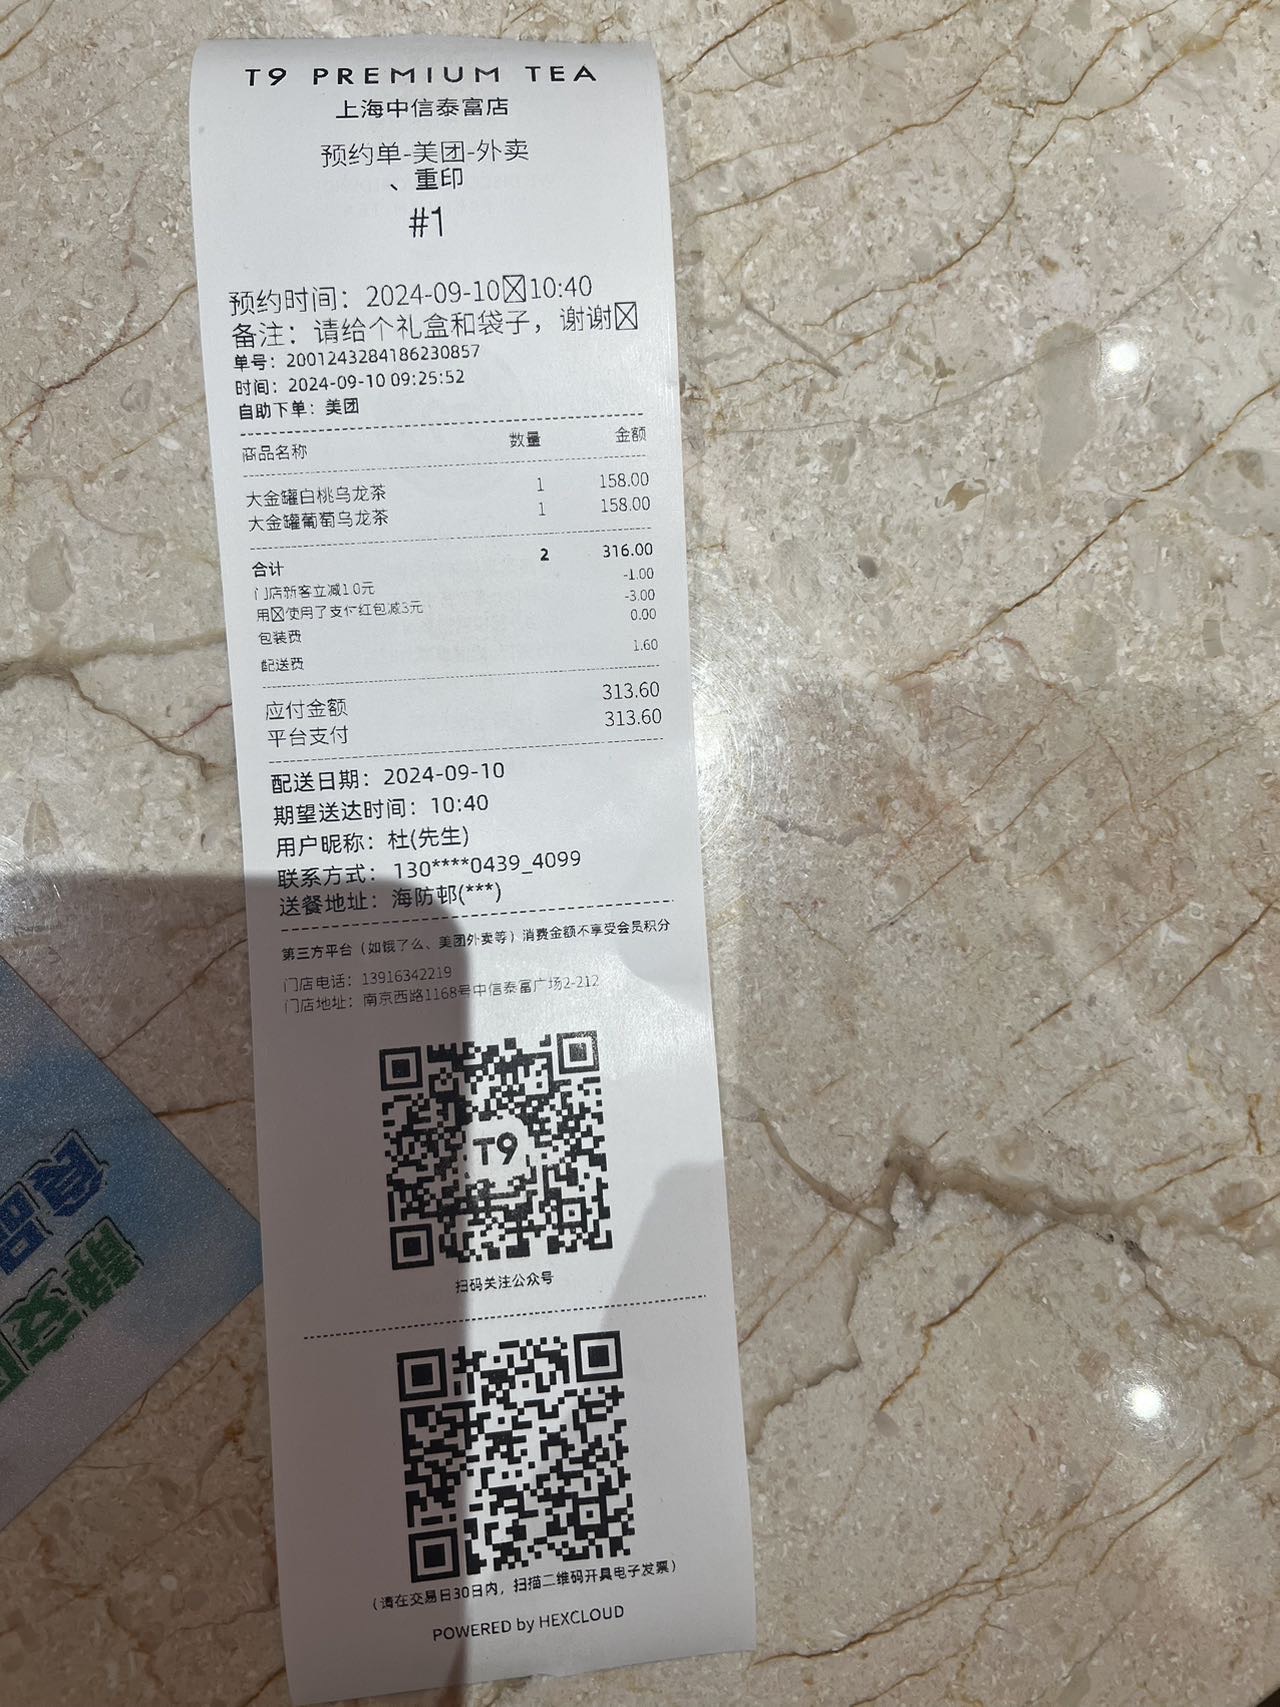 T9 PREMIUM TEA
上海中信泰富店
预约单-美团-外卖
、重印
#1
预约时间：2024-09-10 10:40
备注：请给个礼盒和袋子，谢谢
单号：2001243284186230857
时间：2024-09-10 09:25:52
自助下单：美团
商品名称 数量 金额
大金罐白桃乌龙茶 1 158.00
大金罐葡萄乌龙茶 1 158.00
合计 2 316.00
门店新客立减1.0元 -1.00
用 使用了支付红包减3元 -3.00
包装费 0.00
配送费 1.60
应付金额 313.60
平台支付 313.60
配送日期：2024-09-10
期望送达时间：10:40
用户昵称：杜(先生)
联系方式： 130****0439_4099
送餐地址：海防邨(***)
第三方平台（如饿了么、美团外卖等）消费金额不享受会员积分
门店电话：13916342219
门店地址：南京西路1168号中信泰富广场2-212
T9
扫码关注公众号
（请在交易日30日内，扫描二维码开具电子发票）
POWERED by HEXCLOUD
食品